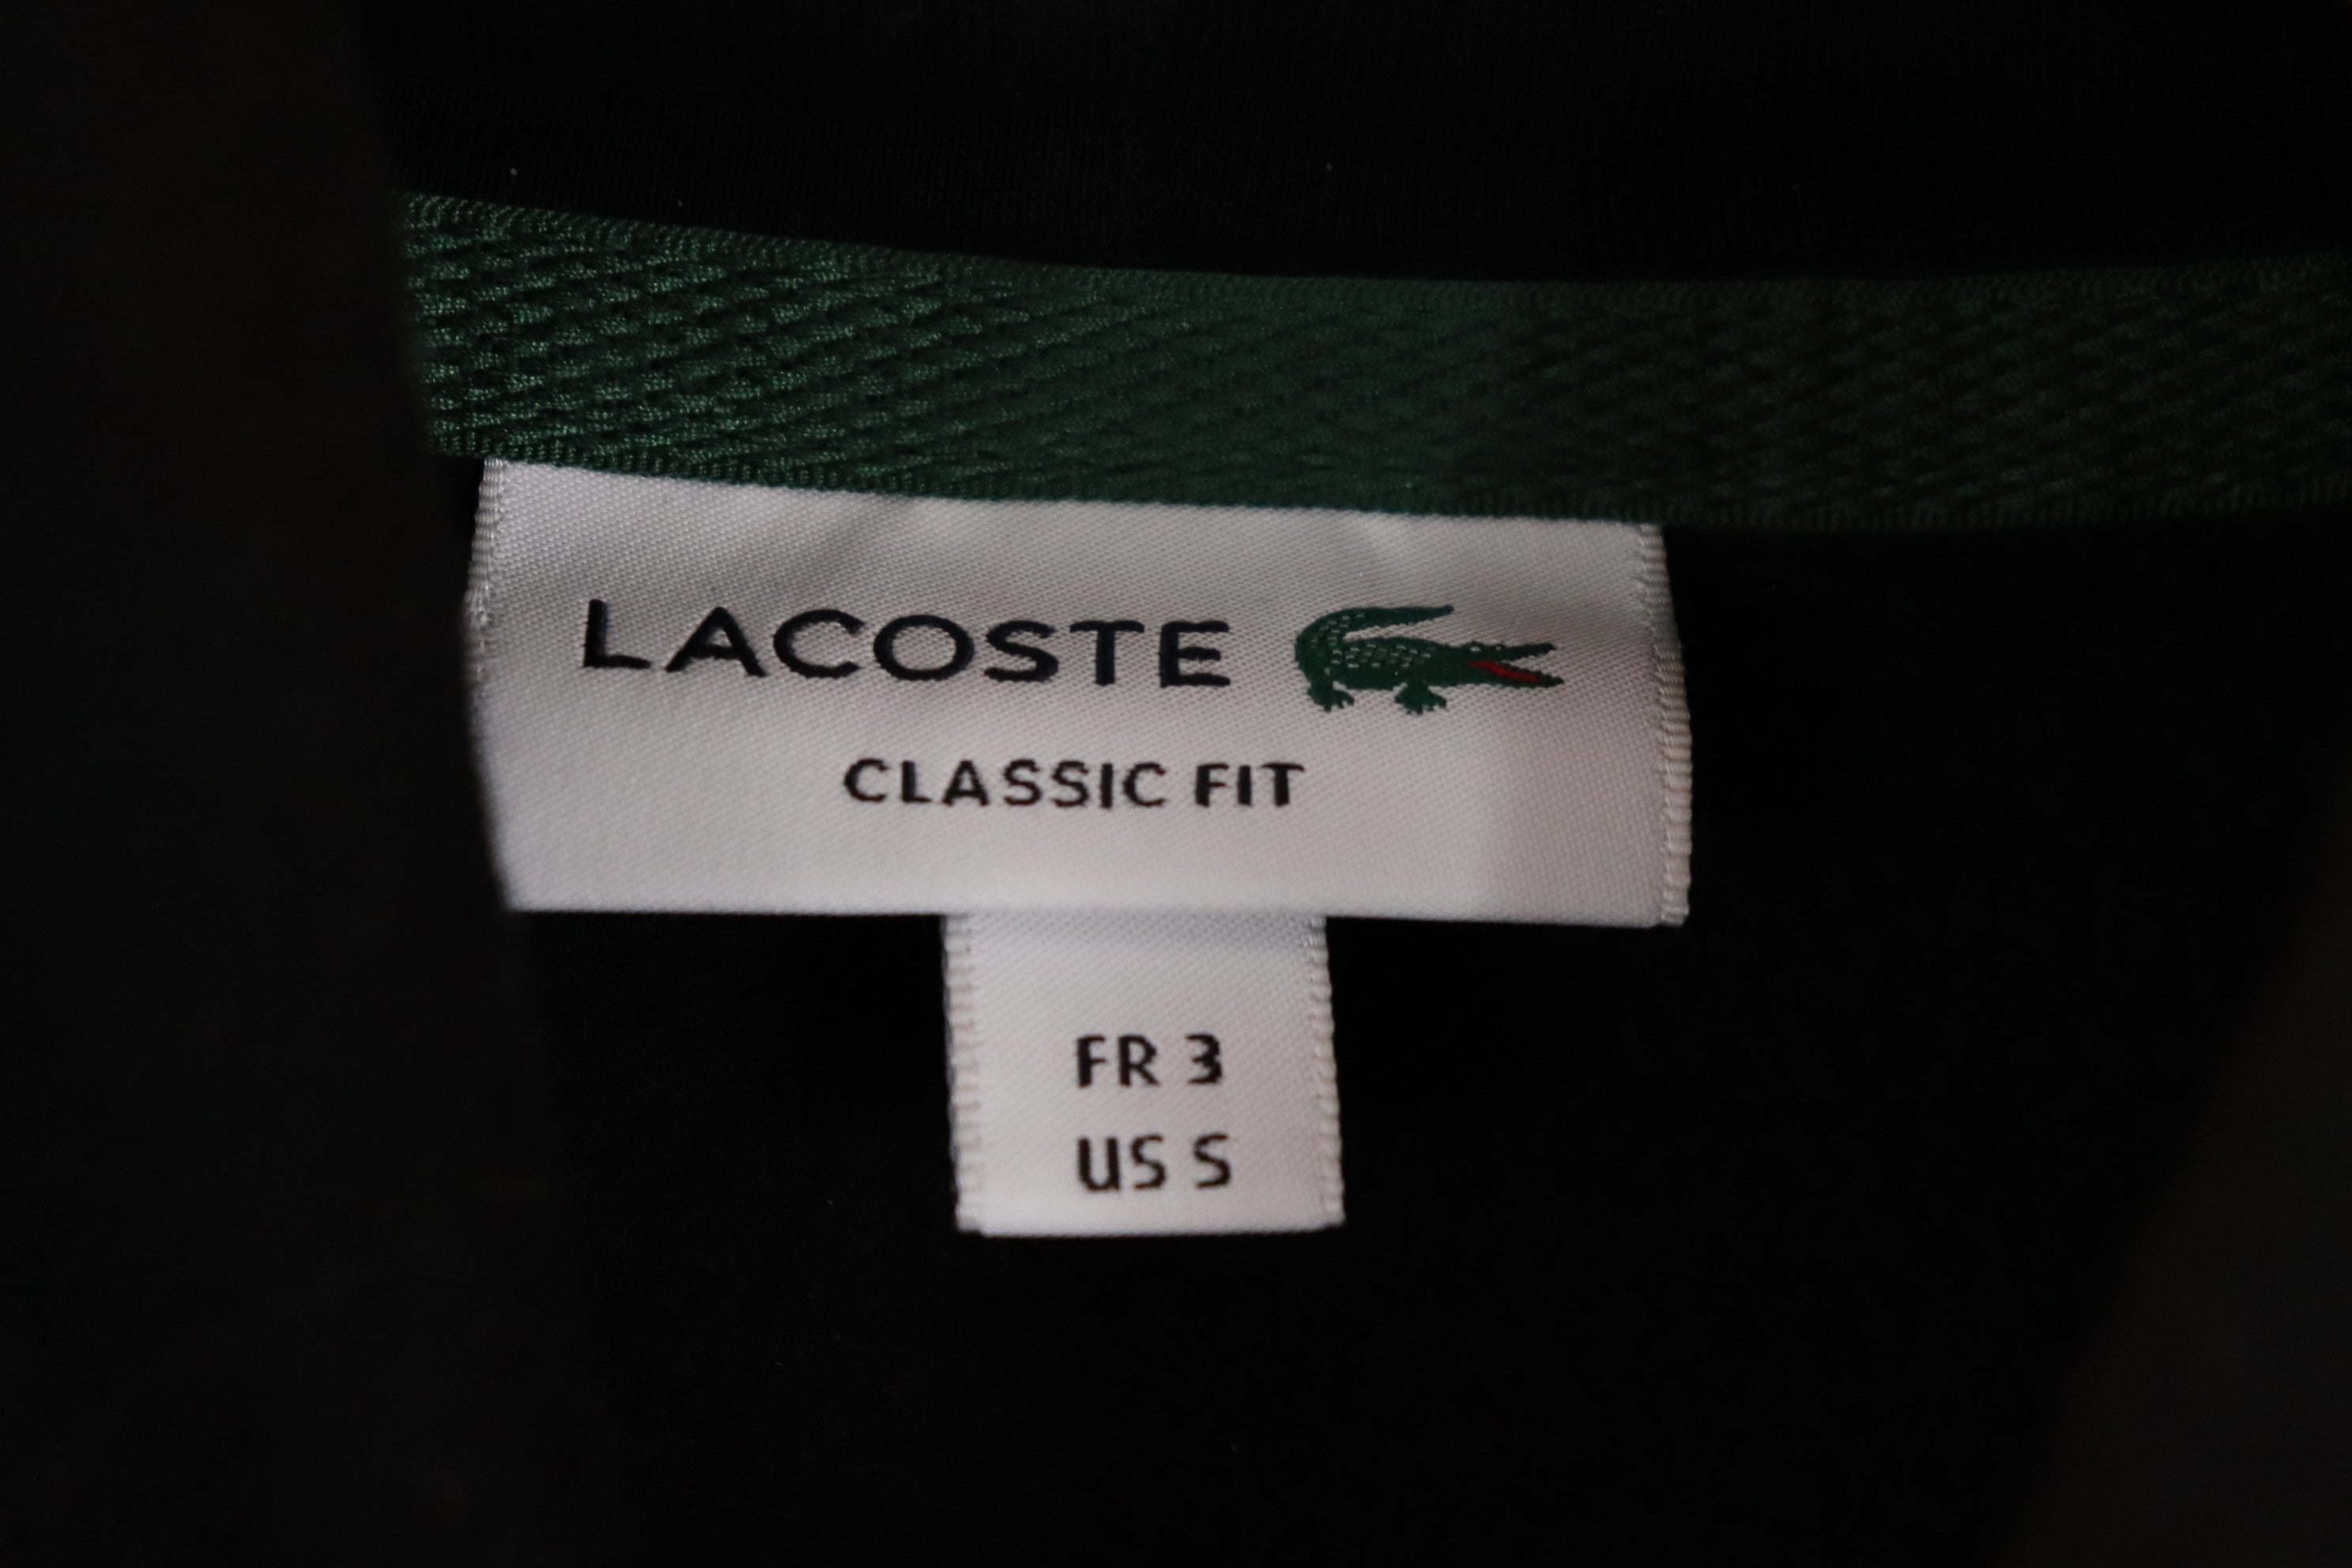 LACOSTE
CLASSIC FIT
FR 3
US S